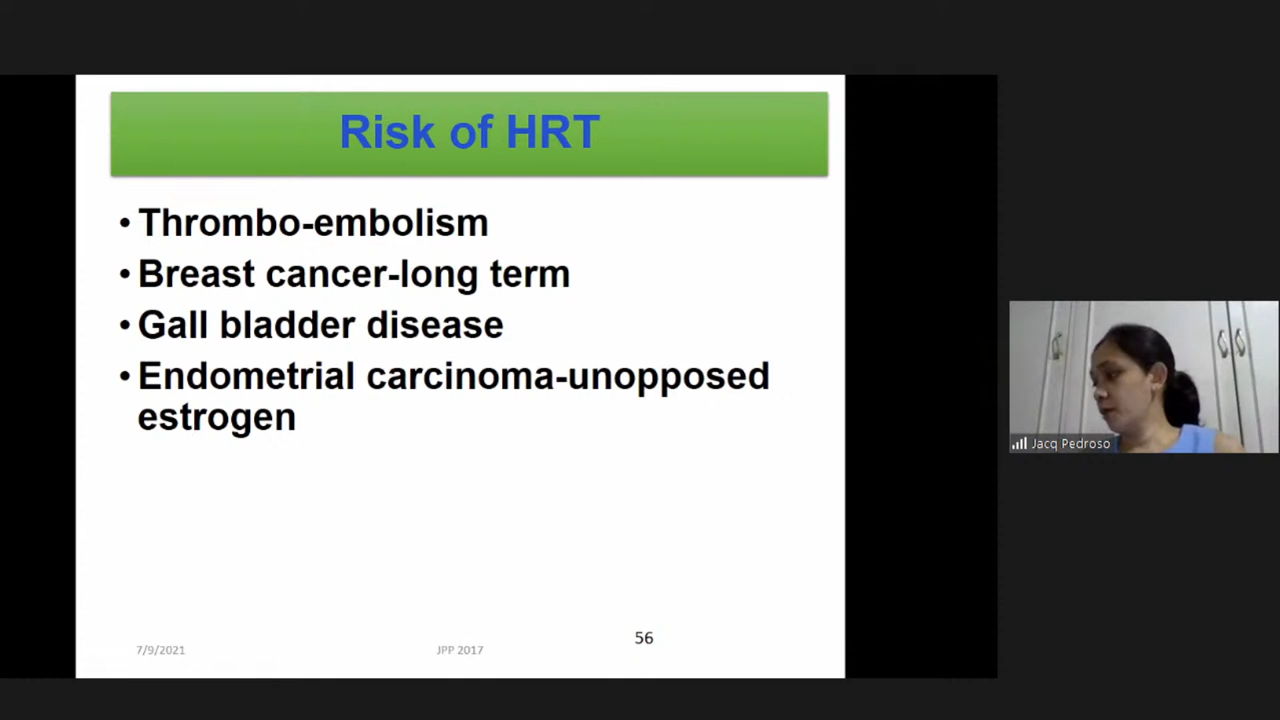 Risk of HRT
• Thrombo-embolism
• Breast cancer-long term
• Gall bladder disease
• Endometrial carcinoma-unopposed
estrogen
Jacq Pedroso
7/9/2021
JPP 2017
56